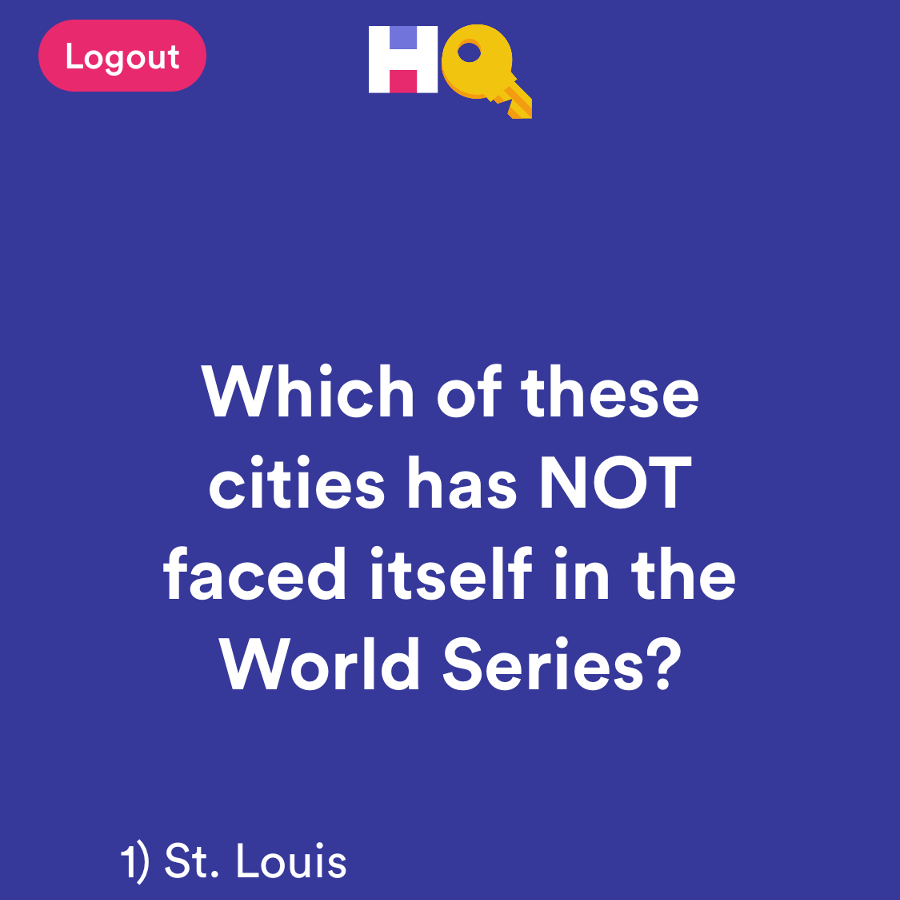 Logout
HQ
Which of these
cities has NOT
faced itself in the
World Series?
1) St. Louis